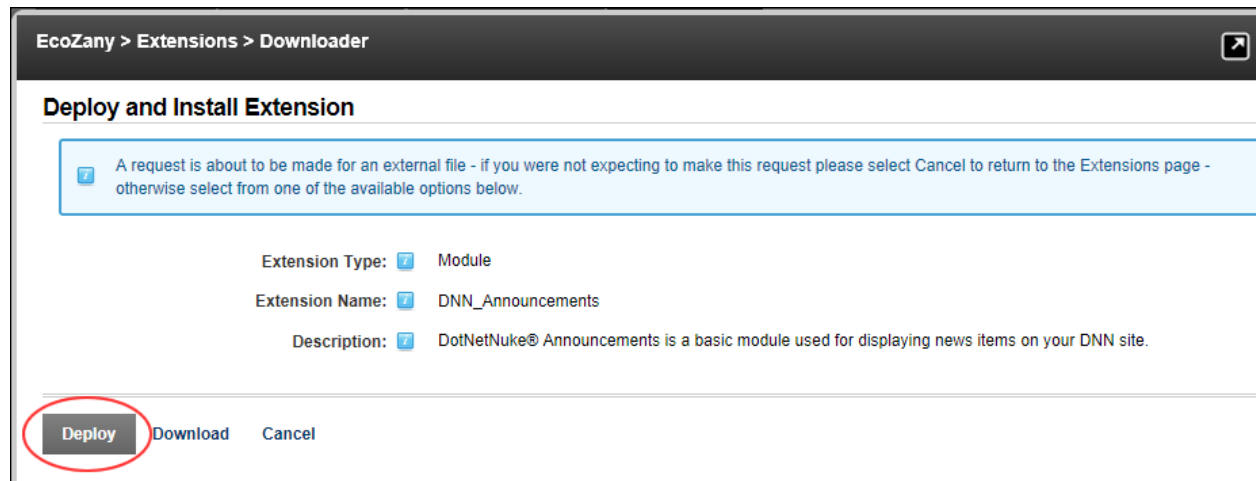 EcoZany > Extensions > Downloader
Deploy and Install Extension
A request is about to be made for an external file - if you were not expecting to make this request please select Cancel to return to the Extensions page -
otherwise select from one of the available options below.
Extension Type: Module
Extension Name: DNN_Announcements
Description: DotNetNuke® Announcements is a basic module used for displaying news items on your DNN site.
Deploy Download Cancel